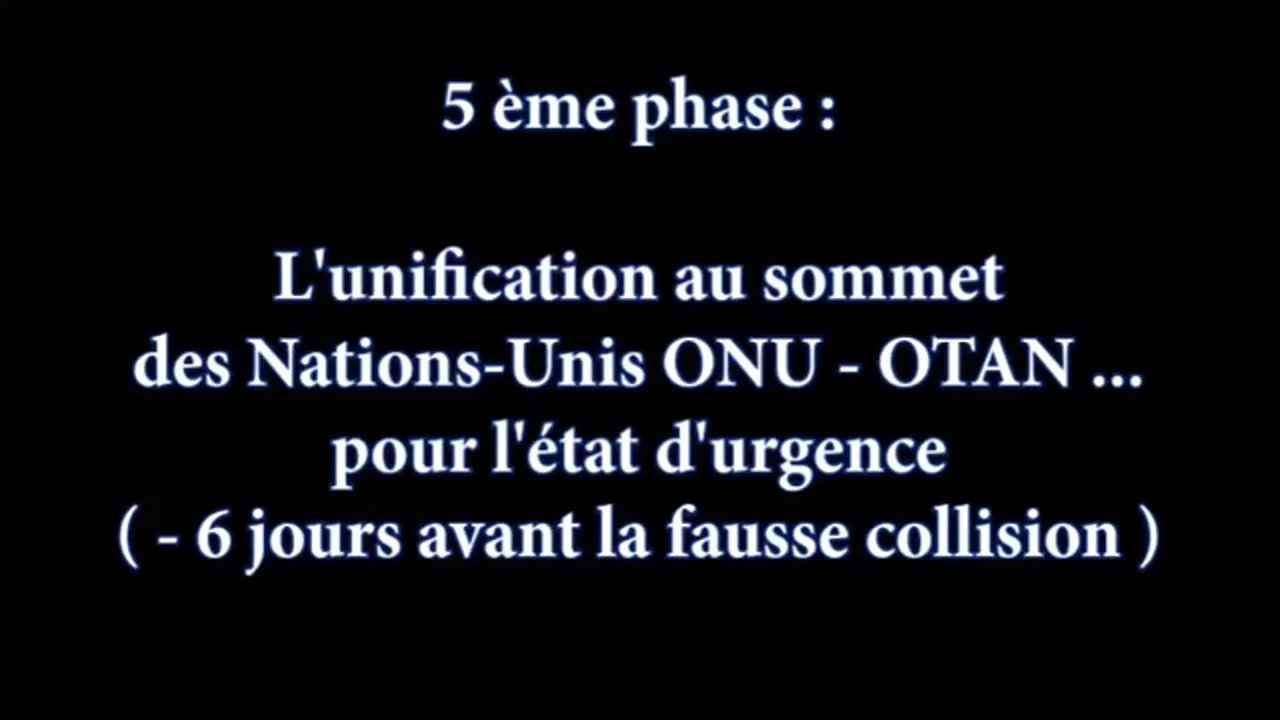 5 ème phase :
L'unification au sommet
des Nations-Unis ONU - OTAN ...
pour l'état d'urgence
( - 6 jours avant la fausse collision )